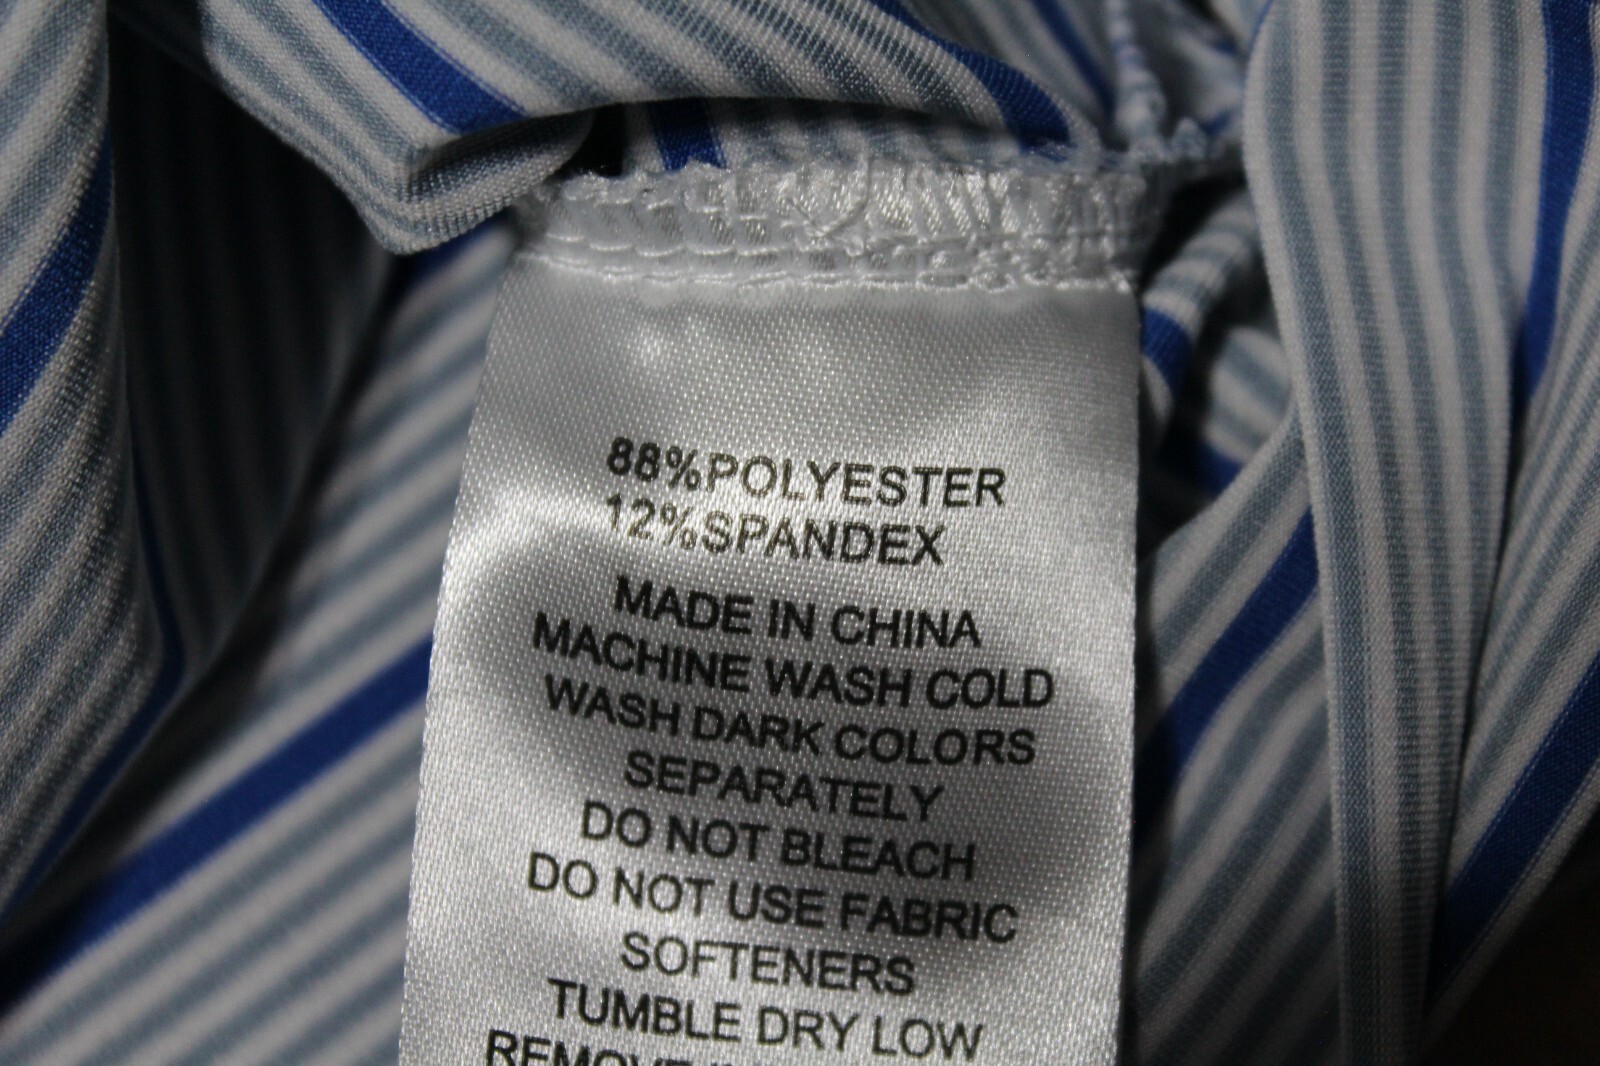 88%POLYESTER
12%SPANDEX
MADE IN CHINA
MACHINE WASH COLD
WASH DARK COLORS
SEPARATELY
DO NOT BLEACH
DO NOT USE FABRIC
SOFTENERS
TUMBLE DRY LOW
REMOVE